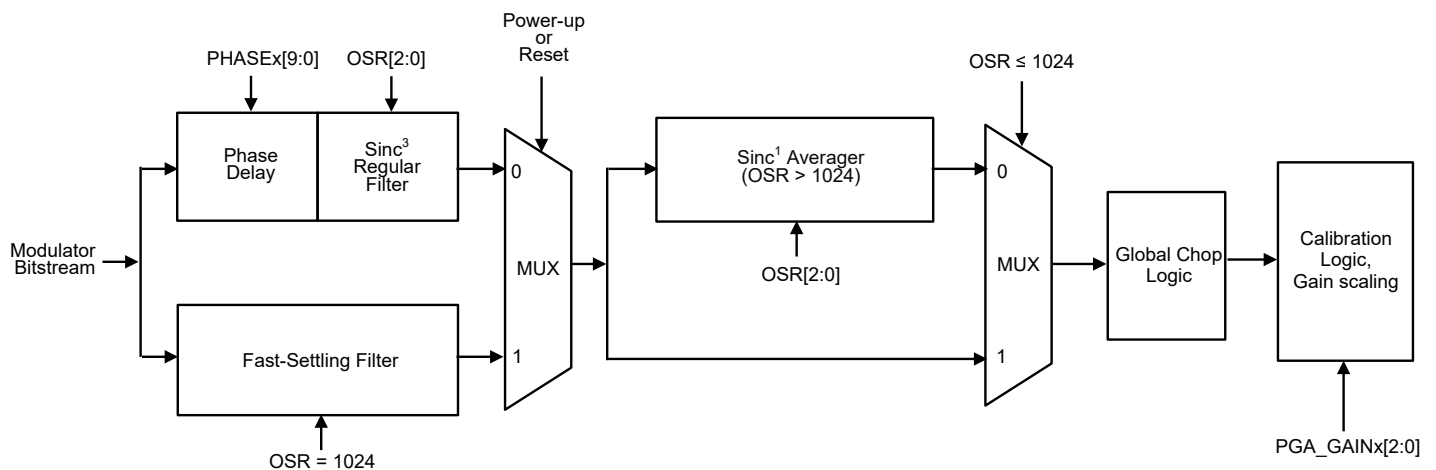 Power-up
or
Reset
PHASEx[9:0]
OSR[2:0]
OSR ≤ 1024
Phase
Delay
Sinc³
Regular
Filter
0
Sinc¹ Averager
(OSR > 1024)
0
Modulator
Bitstream
MUX
OSR[2:0]
MUX
Global Chop
Logic
Calibration
Logic,
Gain scaling
Fast-Settling Filter
1
1
OSR = 1024
PGA_GAINx[2:0]